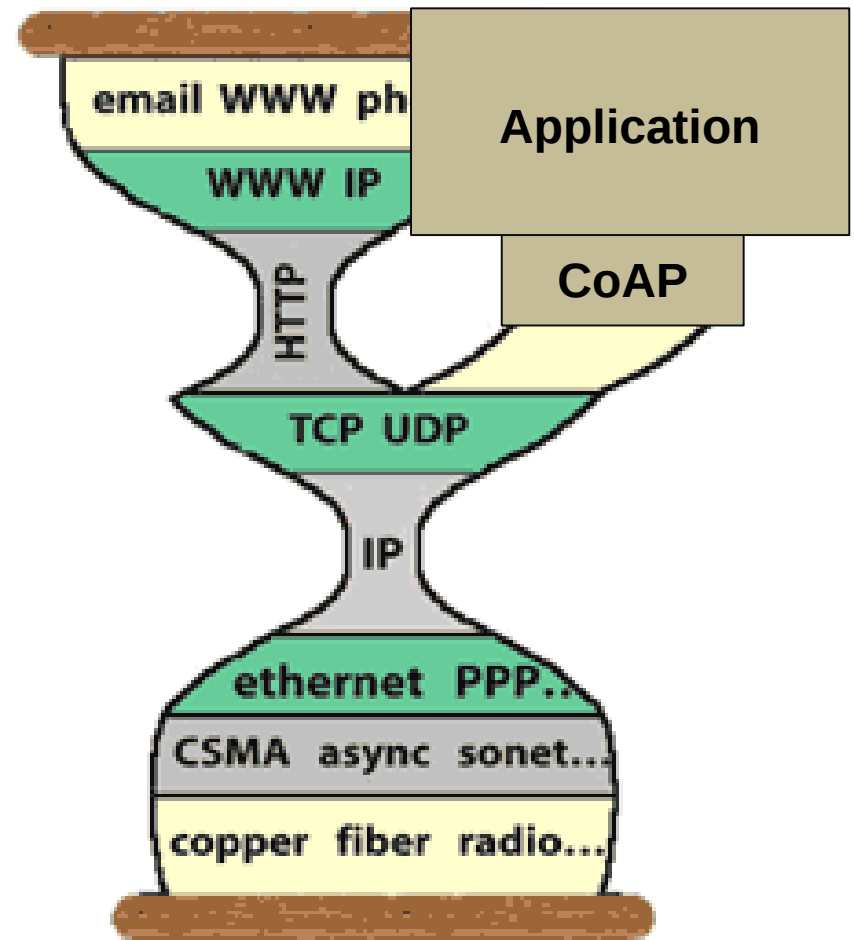 email WWW ph
Application
WWW IP
CoAP
HTTP
TCP UDP
IP
ethernet PPP..
CSMA async sonet...
copper fiber radio...